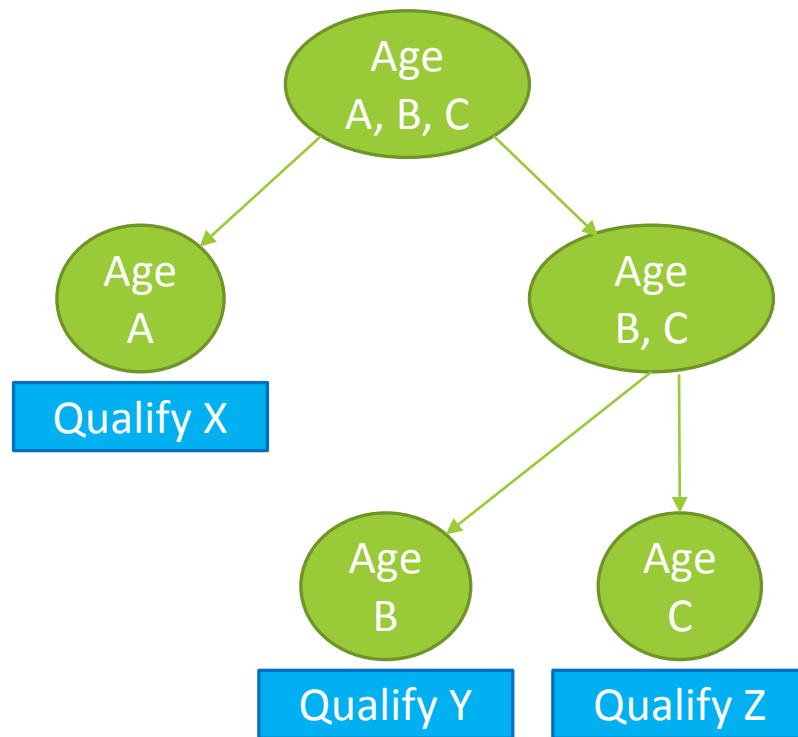 Age
A, B, C
Age
A
Age
B, C
Qualify X
Age
B
Age
C
Qualify Y
Qualify Z